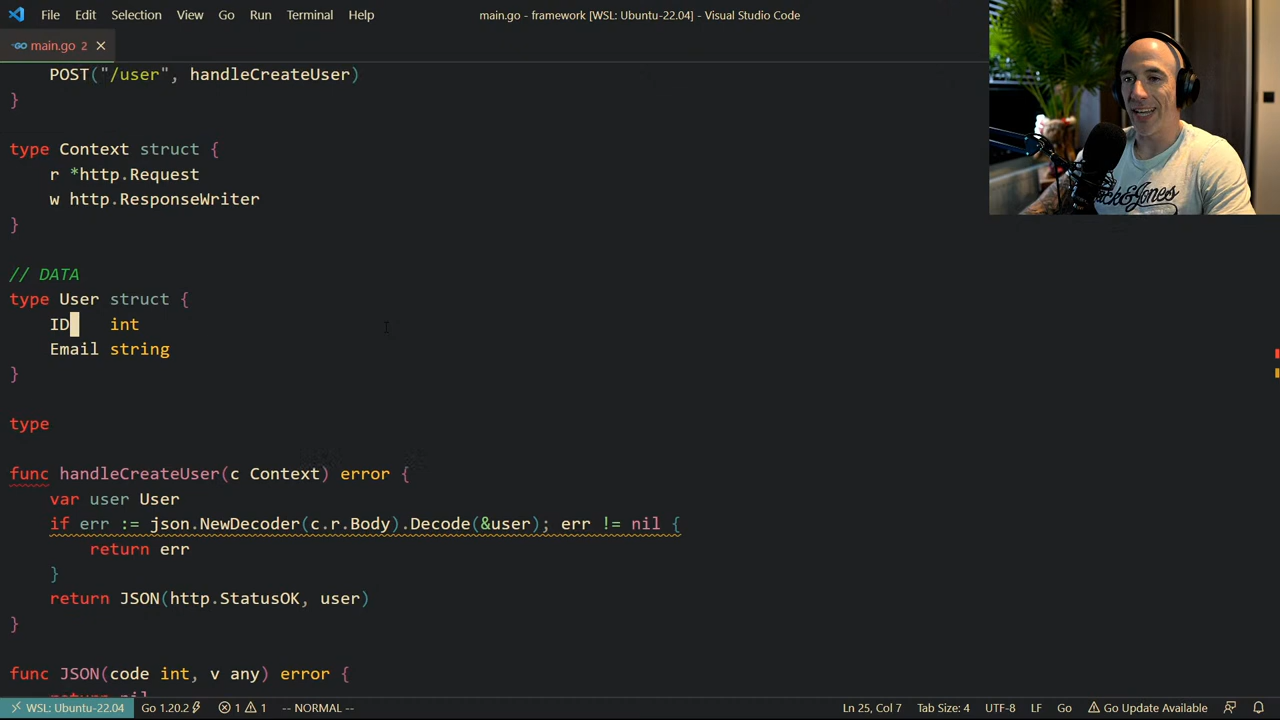 File Edit Selection View Go Run Terminal Help main.go - framework [WSL: Ubuntu-22.04] - Visual Studio Code
main.go 2
POST("/user", handleCreateUser)
}
type Context struct {
r *http.Request
w http.ResponseWriter
}
// DATA
type User struct {
ID int
Email string
}
type
func handleCreateUser(c Context) error {
var user User
if err := json.NewDecoder(c.r.Body).Decode(&user); err != nil {
return err
}
return JSON(http.StatusOK, user)
}
func JSON(code int, v any) error {
return nil
WSL: Ubuntu-22.04 Go 1.20.2 1 1 -- NORMAL -- Ln 25, Col 7 Tab Size: 4 UTF-8 LF Go Go Update Available